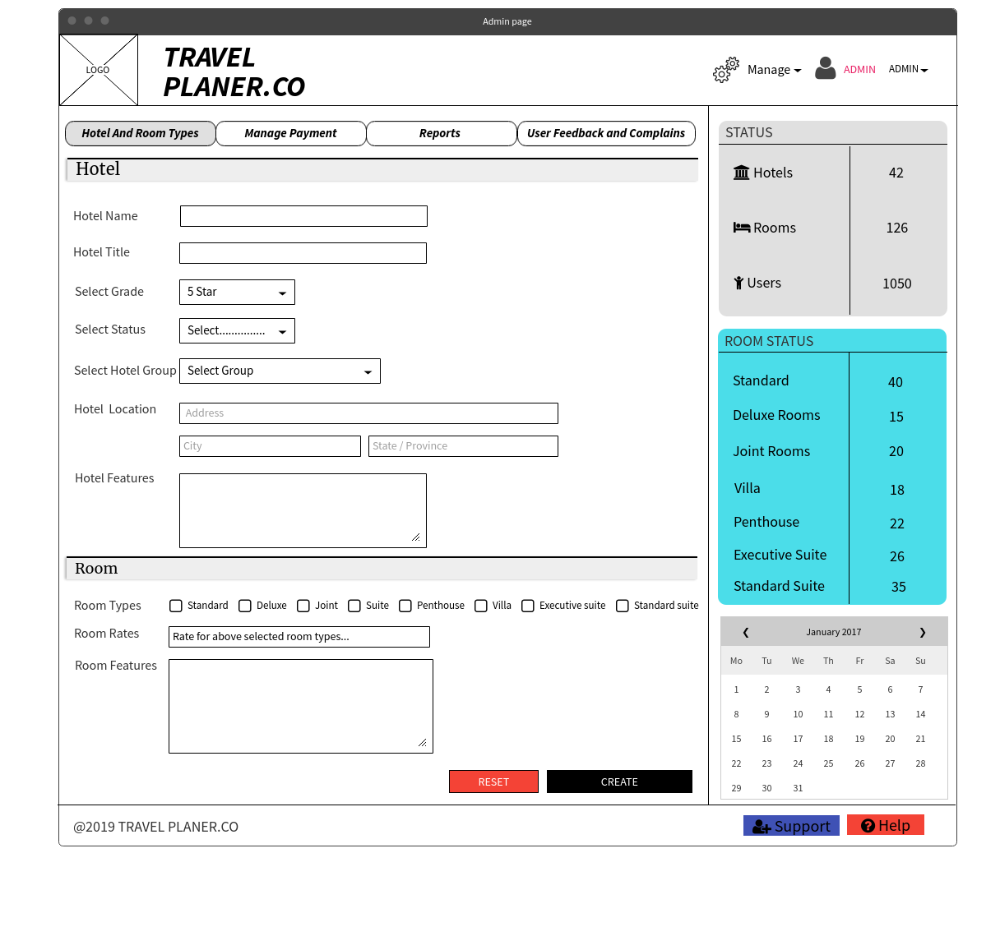 Admin page
LOGO
TRAVEL
PLANER.CO
Manage
ADMIN
ADMIN
Hotel And Room Types
Manage Payment
Reports
User Feedback and Complains
Hotel
Hotel Name
Hotel Title
Select Grade
5 Star
Select Status
Select...............
Select Hotel Group
Select Group
Hotel  Location
Address
City
State / Province
Hotel Features
Room
Room Types
Standard
Deluxe
Joint
Suite
Penthouse
Villa
Executive suite
Standard suite
Room Rates
Rate for above selected room types...
Room Features
RESET
CREATE
STATUS
Hotels 42
Rooms 126
Users 1050
ROOM STATUS
Standard 40
Deluxe Rooms 15
Joint Rooms 20
Villa 18
Penthouse 22
Executive Suite 26
Standard Suite 35
❮ January 2017 ❯
Mo Tu We Th Fr Sa Su
1 2 3 4 5 6 7
8 9 10 11 12 13 14
15 16 17 18 19 20 21
22 23 24 25 26 27 28
29 30 31
@2019 TRAVEL PLANER.CO
Support
Help